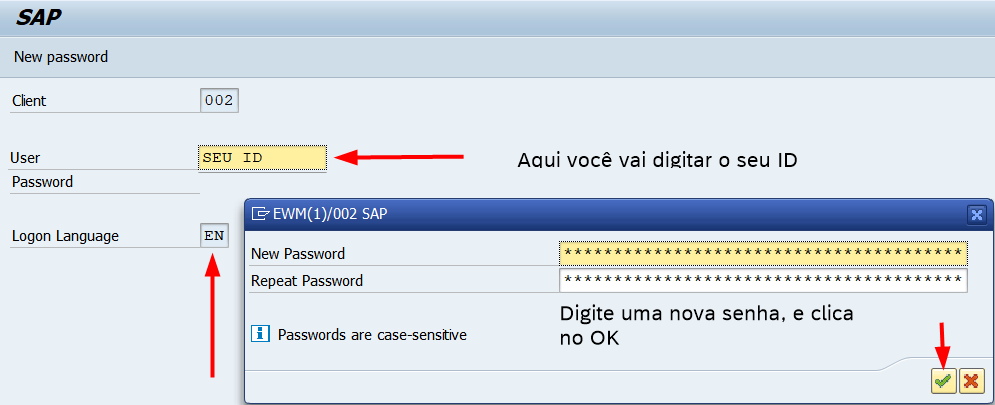 SAP
New password
Client 002
User SEU ID
Aqui você vai digitar o seu ID
Password
EWM(1)/002 SAP
Logon Language EN
New Password ****************************************
Repeat Password ****************************************
Digite uma nova senha, e clica
no OK
Passwords are case-sensitive